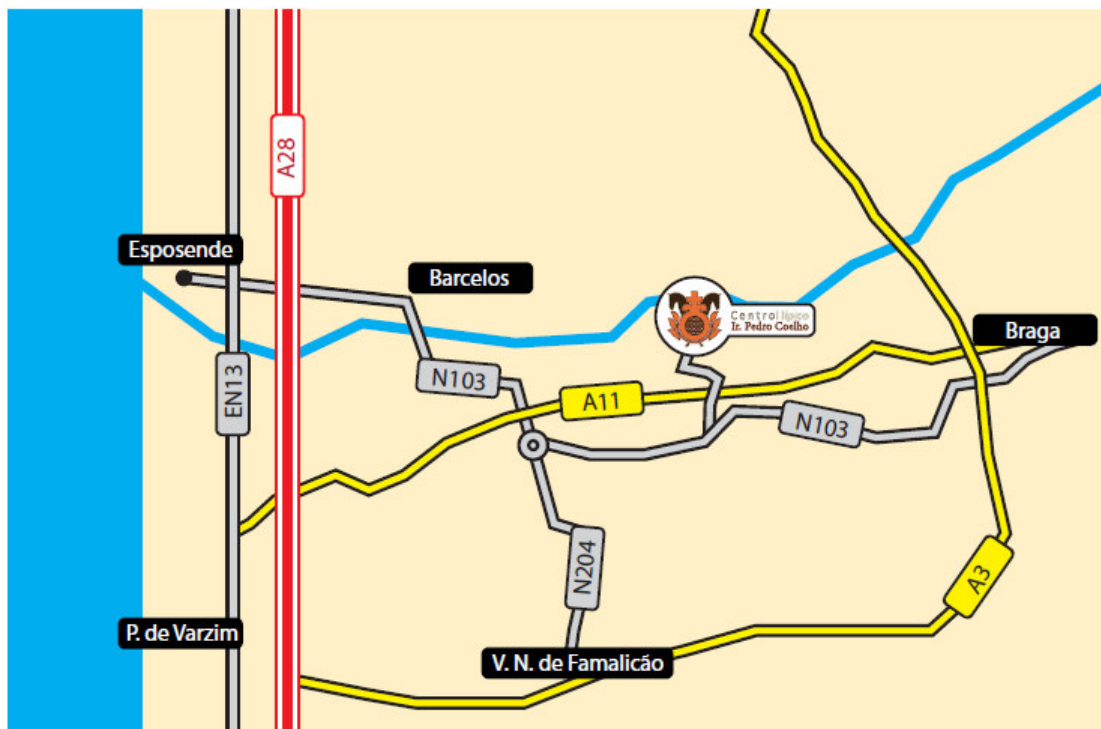 A28
Esposende
Barcelos
Centro Hípico
Ir. Pedro Coelho
Braga
EN13
N103
A11
N103
N204
A3
P. de Varzim
V. N. de Famalicão